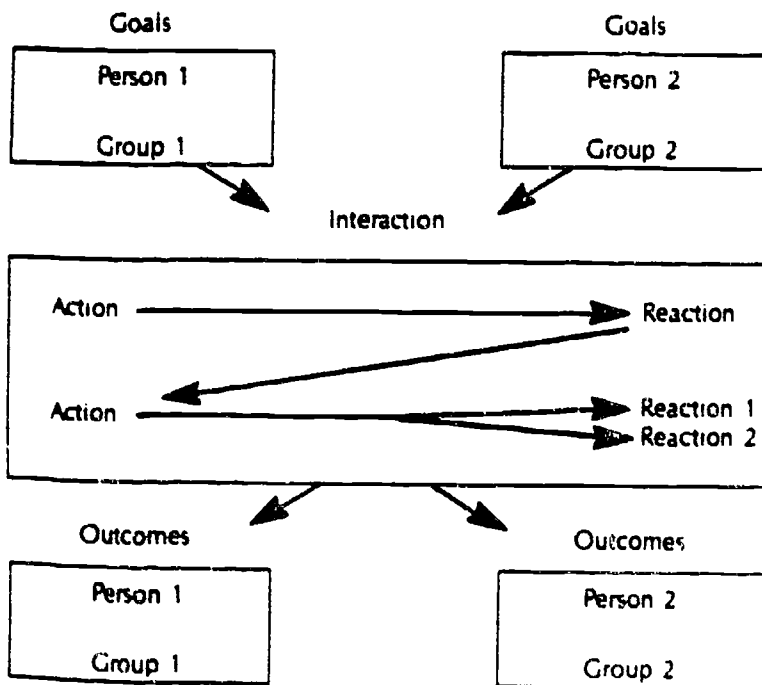 Goals
Person 1
Group 1
Goals
Person 2
Group 2
Interaction
Action
Reaction
Action
Reaction 1
Reaction 2
Outcomes
Person 1
Group 1
Outcomes
Person 2
Group 2